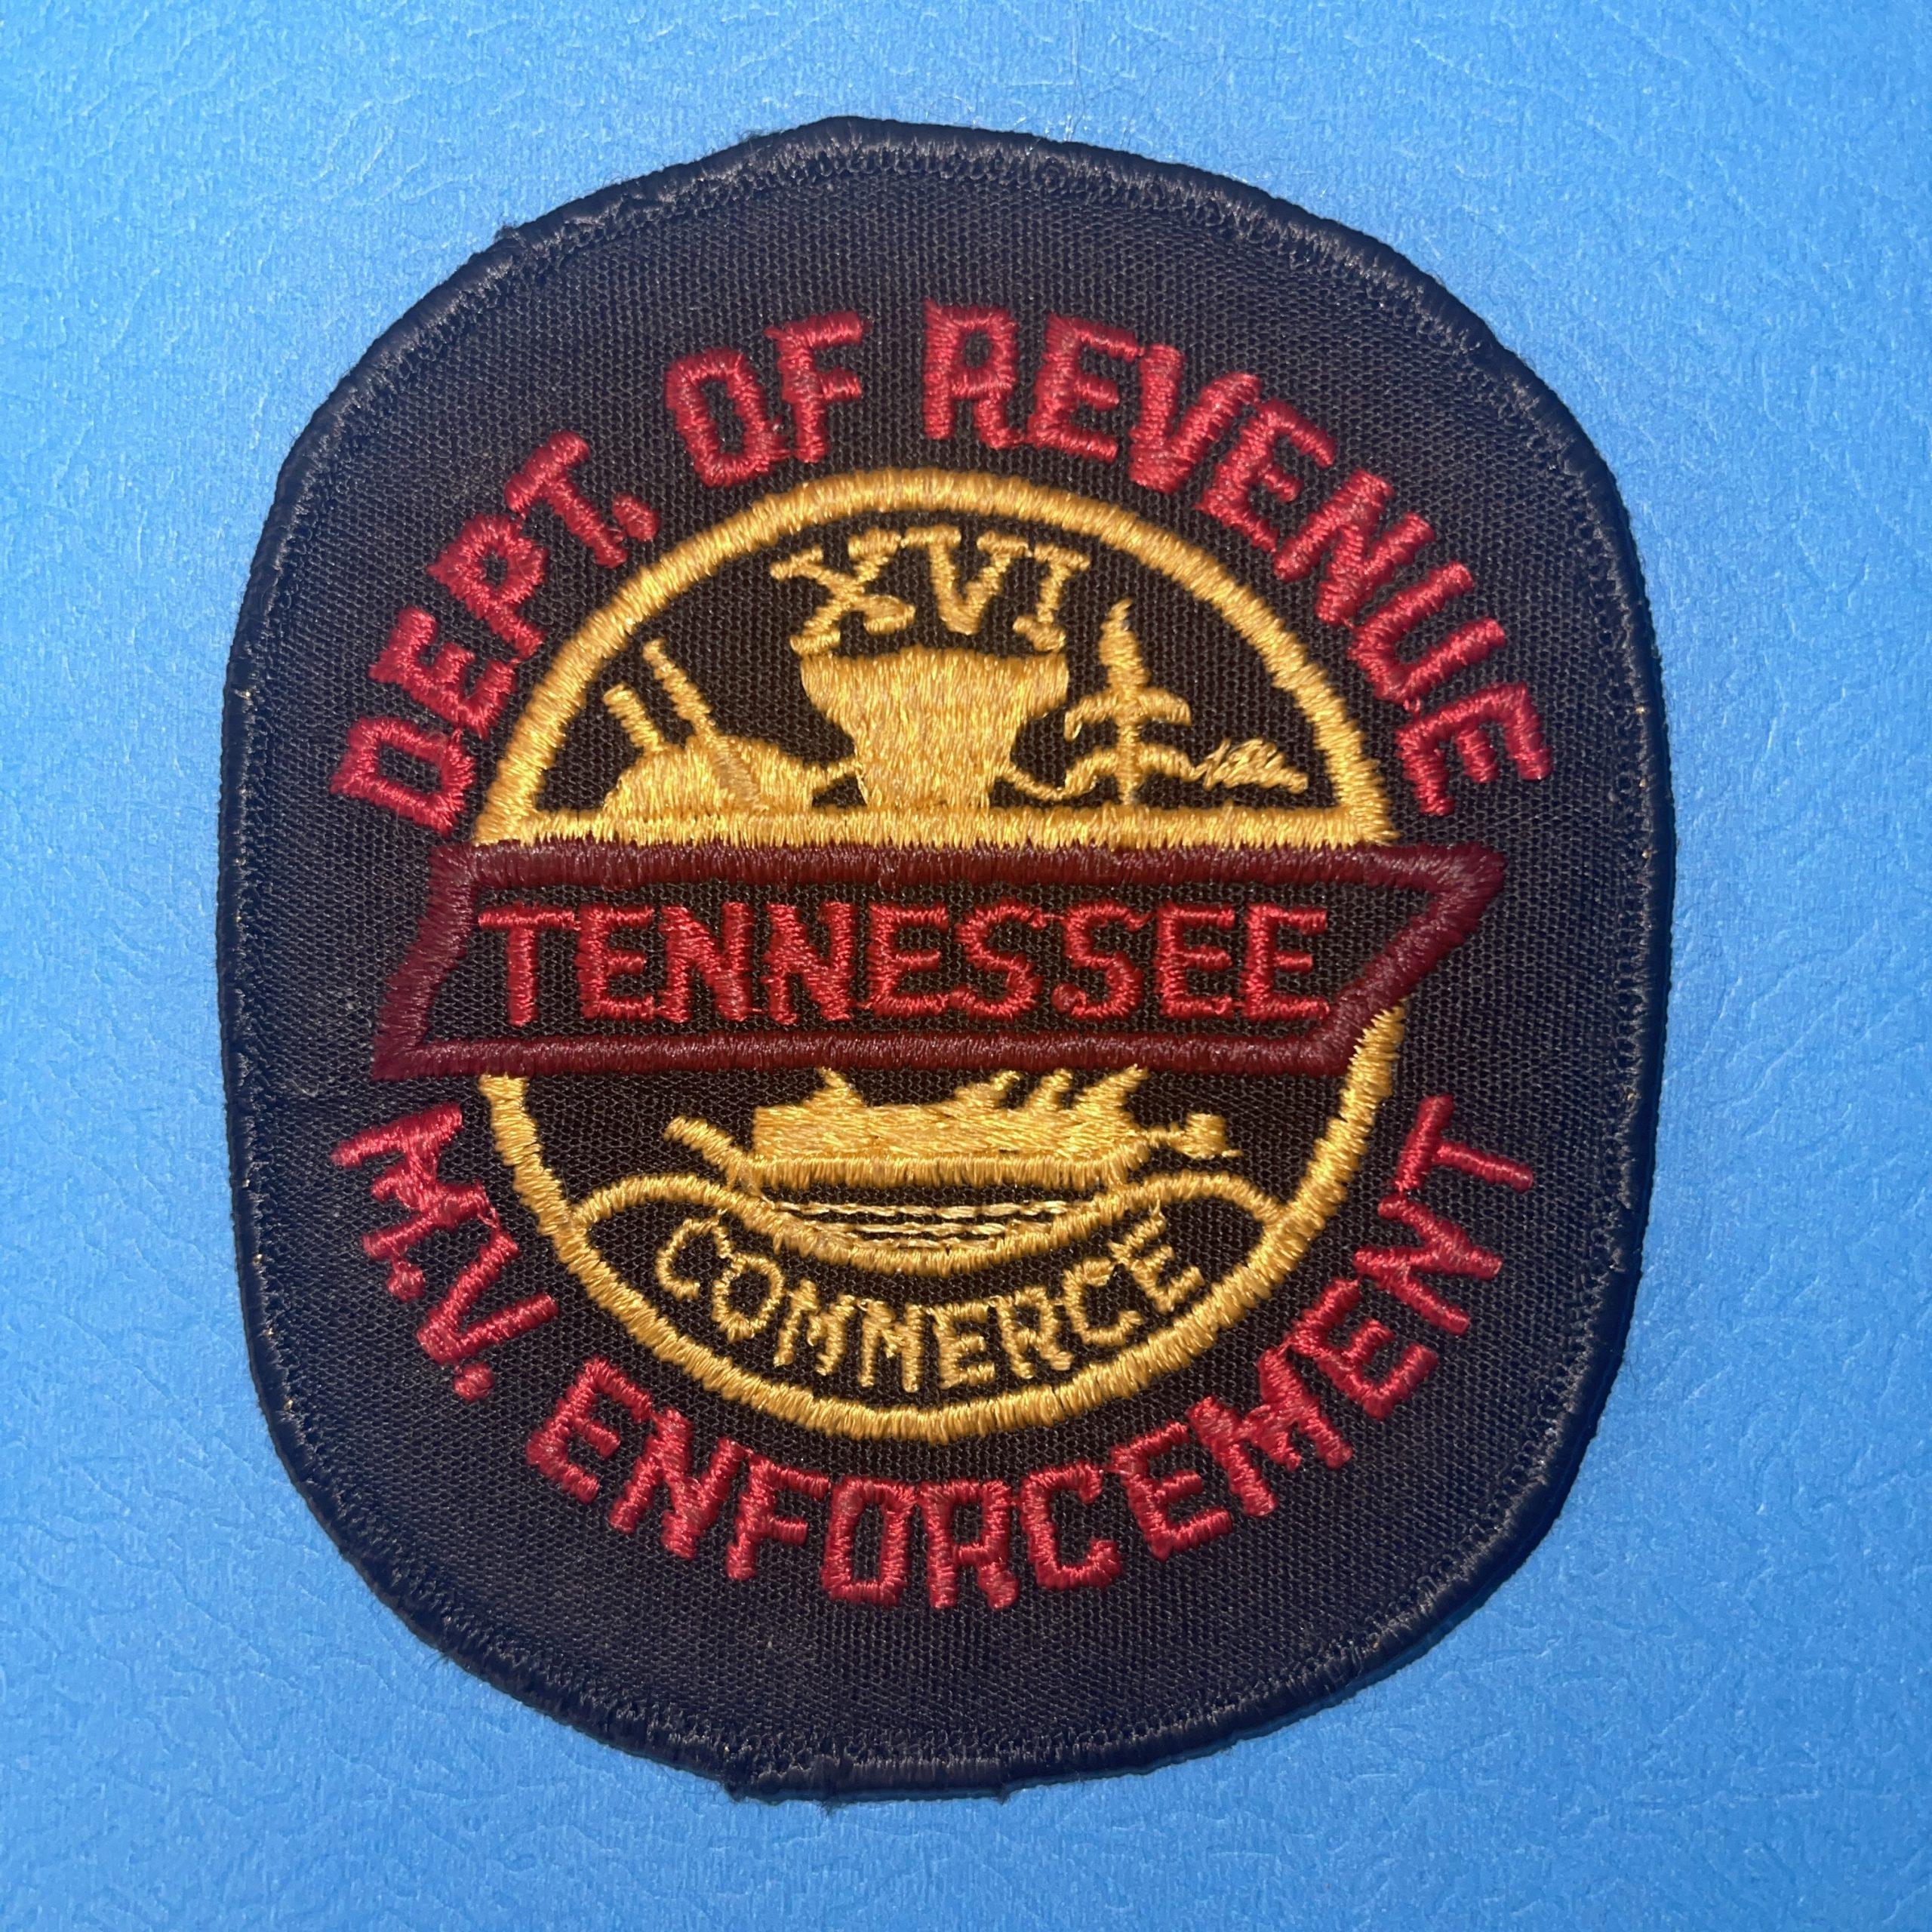 DEPT. OF REVENUE
XVI
TENNESSEE
COMMERCE
M.V. ENFORCEMENT